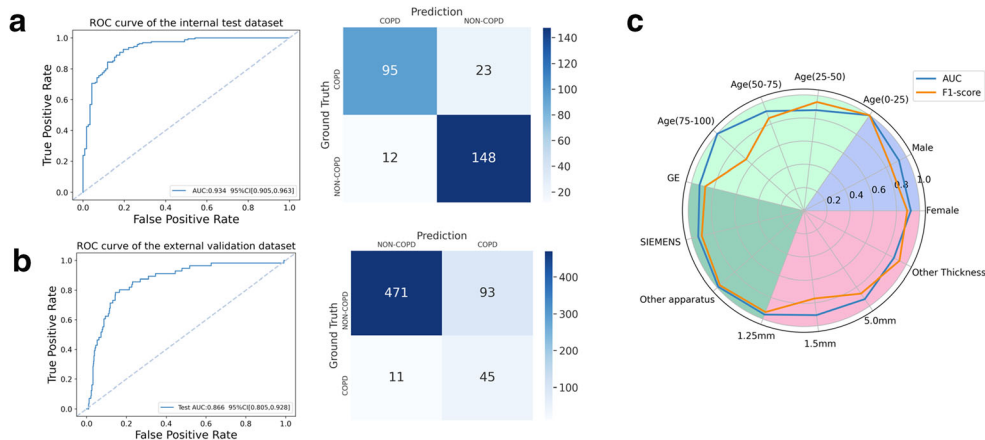 a
ROC curve of the internal test dataset
True Positive Rate
1.0
0.8
0.6
0.4
0.2
0.0
0.0 0.2 0.4 0.6 0.8 1.0
False Positive Rate
AUC:0.934 95%CI[0.905,0.963]
Prediction
COPD NON-COPD
Ground Truth
COPD
NON-COPD
95 23
12 148
140
120
100
80
60
40
20
b
ROC curve of the external validation dataset
True Positive Rate
1.0
0.8
0.6
0.4
0.2
0.0
0.0 0.2 0.4 0.6 0.8 1.0
False Positive Rate
Test AUC:0.866 95%CI[0.805,0.928]
Prediction
NON-COPD COPD
Ground Truth
NON-COPD
COPD
471 93
11 45
400
300
200
100
c
AUC
F1-score
Age(25-50)
Age(50-75)
Age(0-25)
Age(75-100)
Male
GE
0.2 0.4 0.6 0.8 1.0
Female
SIEMENS
Other Thickness
Other apparatus
5.0mm
1.25mm
1.5mm